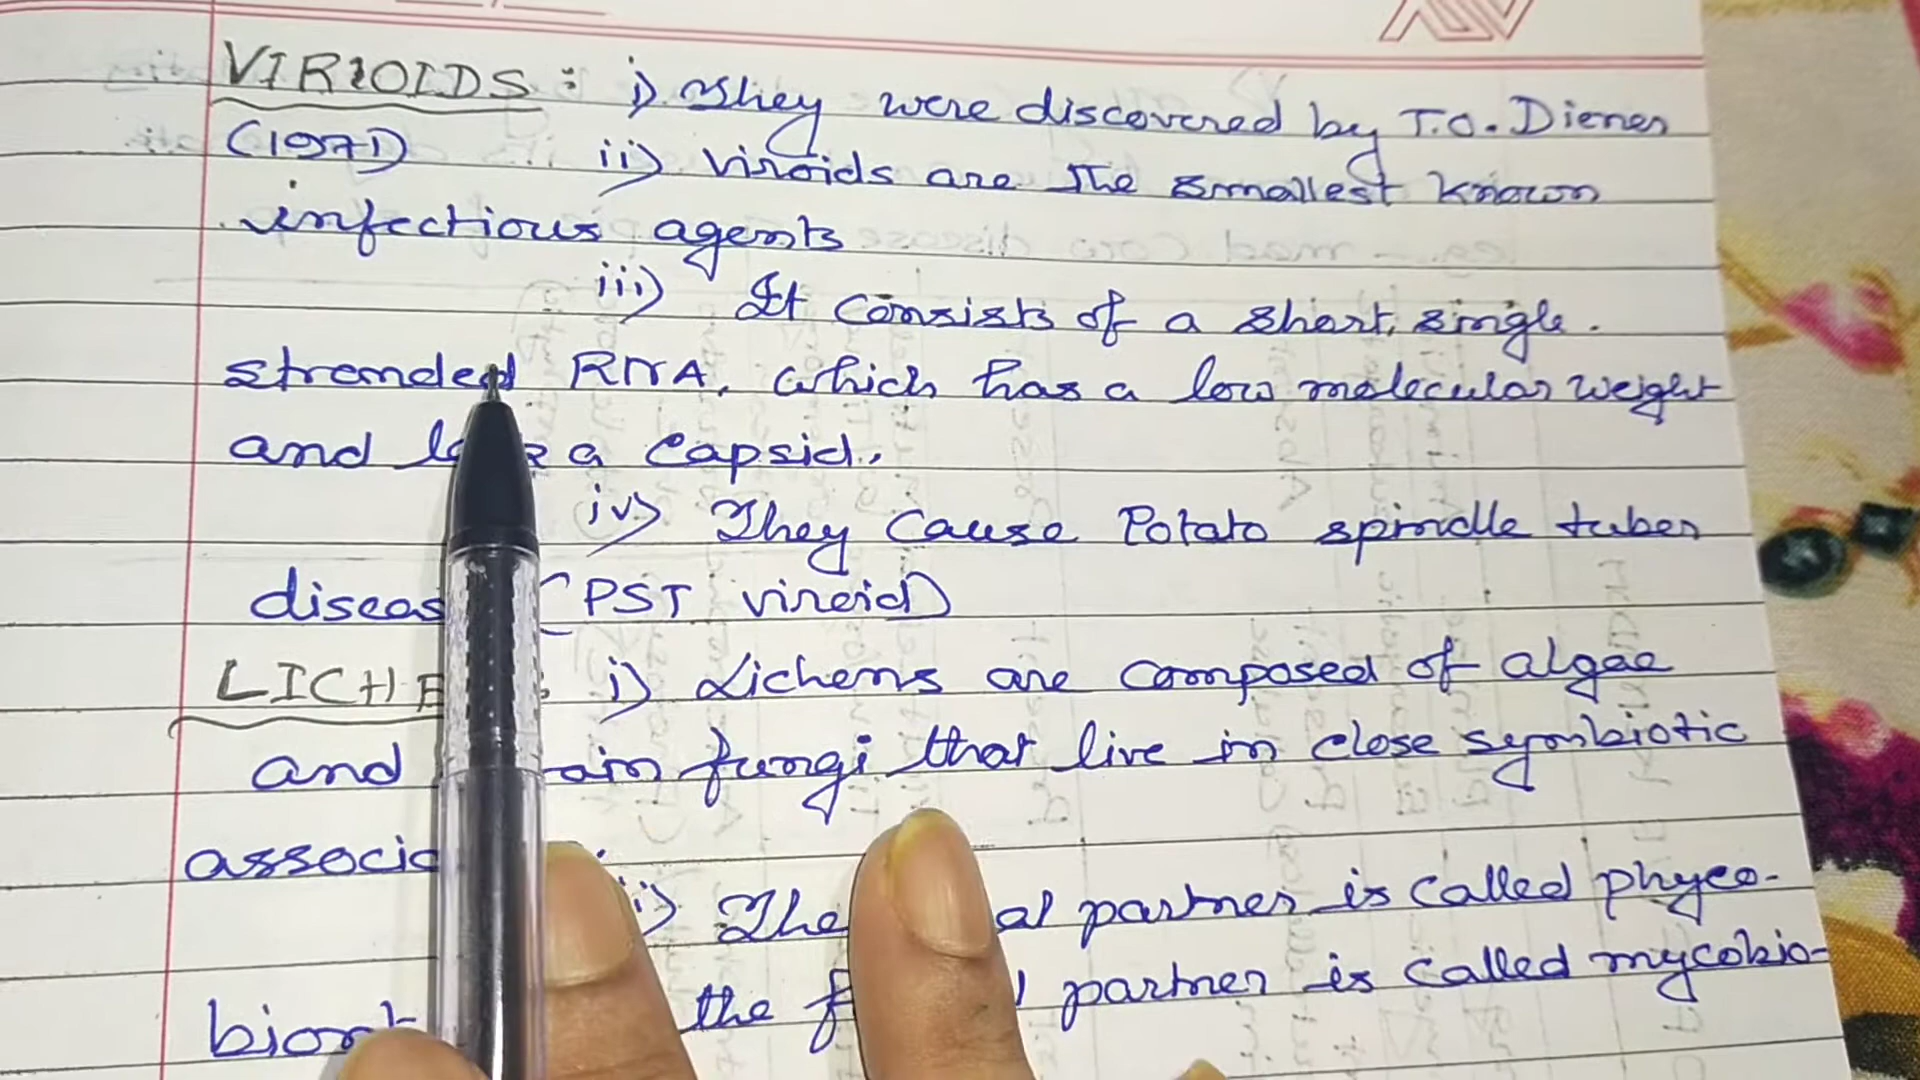 VIROIDS : i) They were discovered by T.O. Diener
(1971) ii) Viroids are the smallest known
infectious agents
iii) It consists of a short, single.
stranded RNA, which has a low molecular weight
and a capsid.
iv) They cause Potato spindle tuber
(PST viroid)
i) Lichens are composed of algae
and fungi that live in close symbiotic
ii) The partner is called phyco-
the partner is called mycobio-